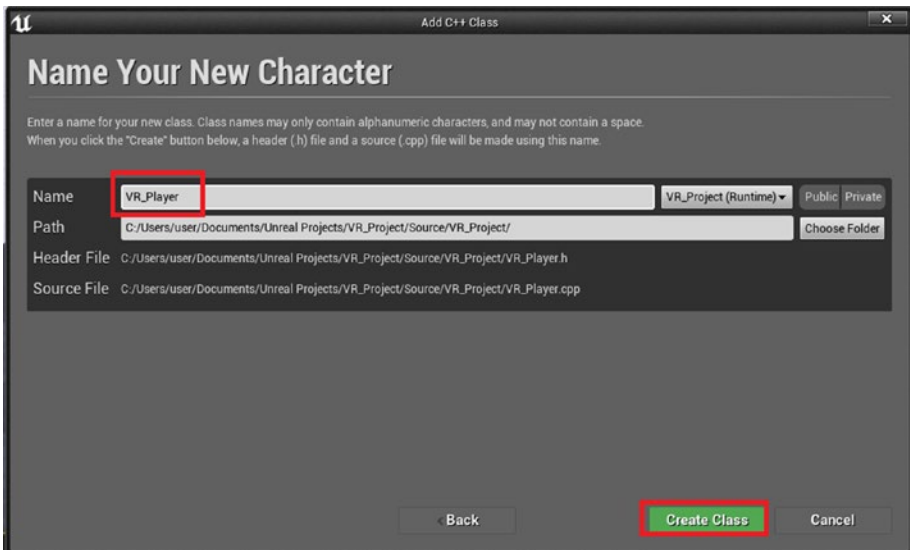 Add C++ Class
Name Your New Character
Enter a name for your new class. Class names may only contain alphanumeric characters, and may not contain a space.
When you click the "Create" button below, a header (.h) file and a source (.cpp) file will be made using this name.
Name VR_Player VR_Project (Runtime) Public Private
Path C:/Users/user/Documents/Unreal Projects/VR_Project/Source/VR_Project/ Choose Folder
Header File C:/Users/user/Documents/Unreal Projects/VR_Project/Source/VR_Project/VR_Player.h
Source File C:/Users/user/Documents/Unreal Projects/VR_Project/Source/VR_Project/VR_Player.cpp
Back Create Class Cancel